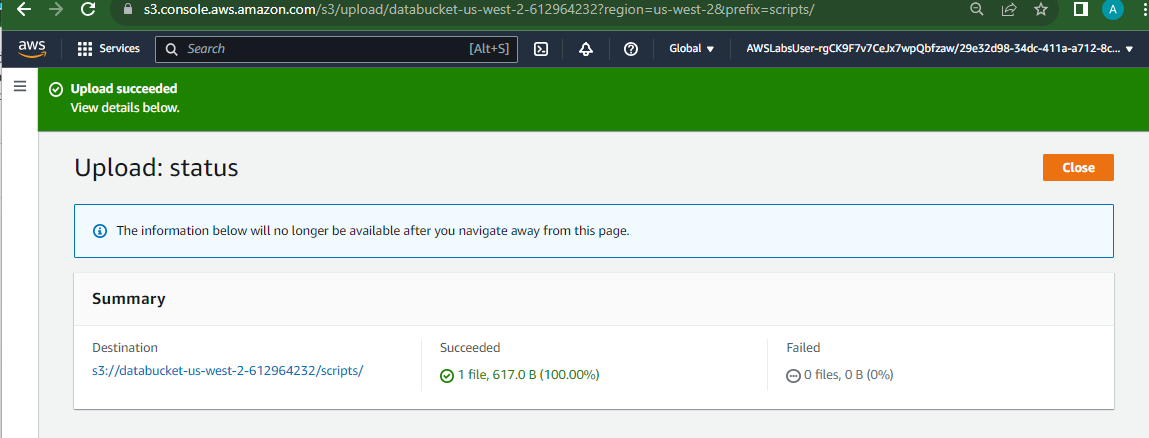 s3.console.aws.amazon.com/s3/upload/databucket-us-west-2-612964232?region=us-west-2&prefix=scripts/
A
aws Services Search [Alt+S] Global AWSLabsUser-rgCK9F7v7CeJx7wpQbfzaw/29e32d98-34dc-411a-a712-8c...
Upload succeeded
View details below.
Upload: status
Close
The information below will no longer be available after you navigate away from this page.
Summary
Destination
s3://databucket-us-west-2-612964232/scripts/
Succeeded
1 file, 617.0 B (100.00%)
Failed
0 files, 0 B (0%)